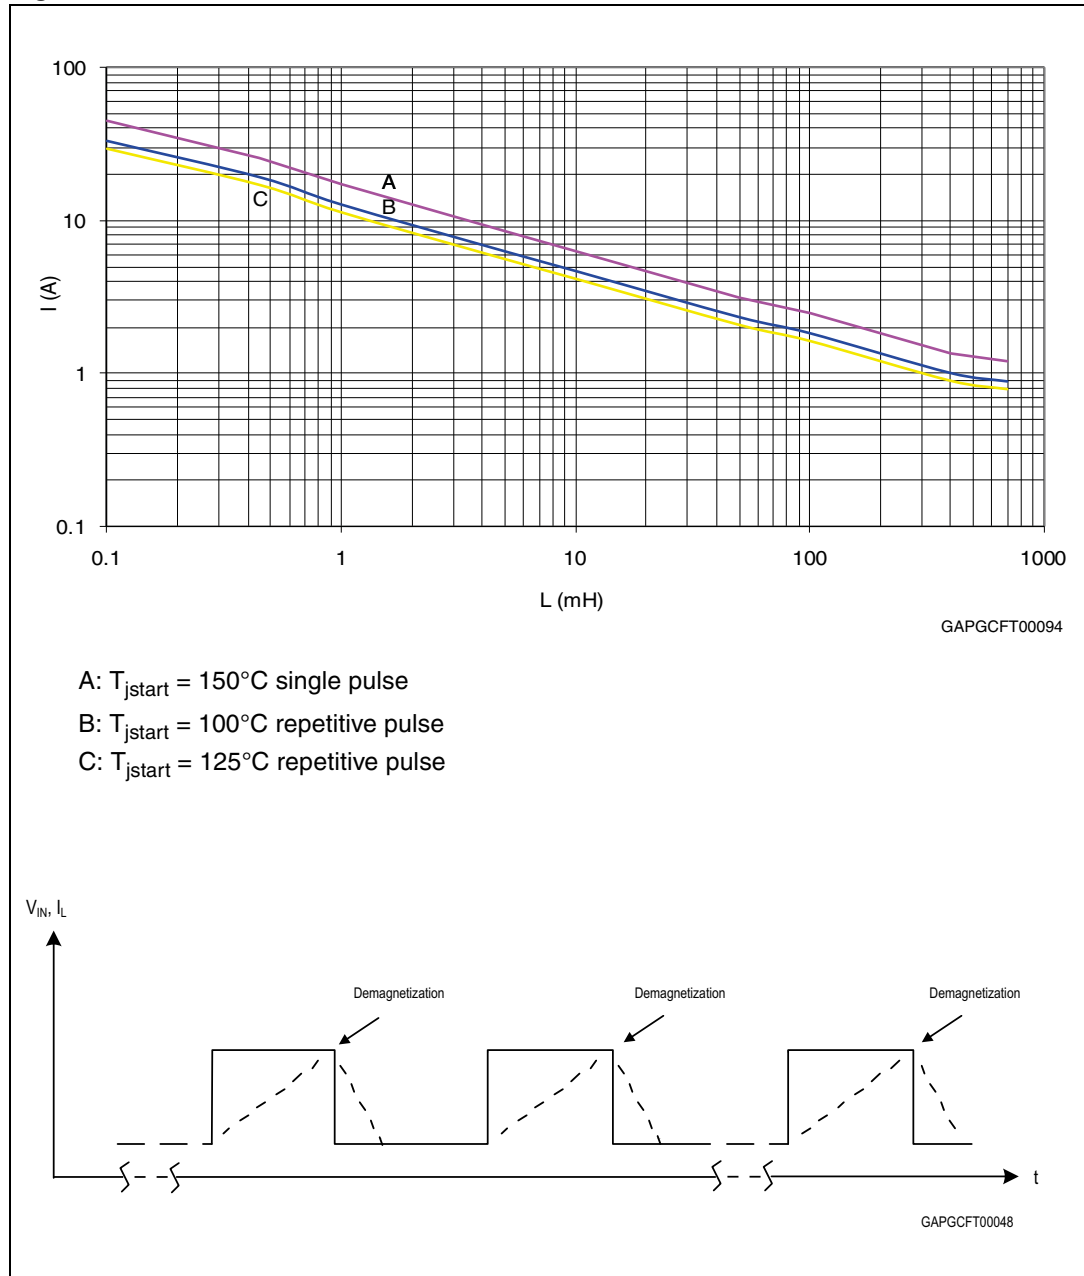 100
10
1
0.1
I (A)
A
B
C
0.1 1 10 100 1000
L (mH)
GAPGCFT00094
A: Tjstart = 150°C single pulse
B: Tjstart = 100°C repetitive pulse
C: Tjstart = 125°C repetitive pulse
VIN, IL
Demagnetization Demagnetization Demagnetization
t
GAPGCFT00048